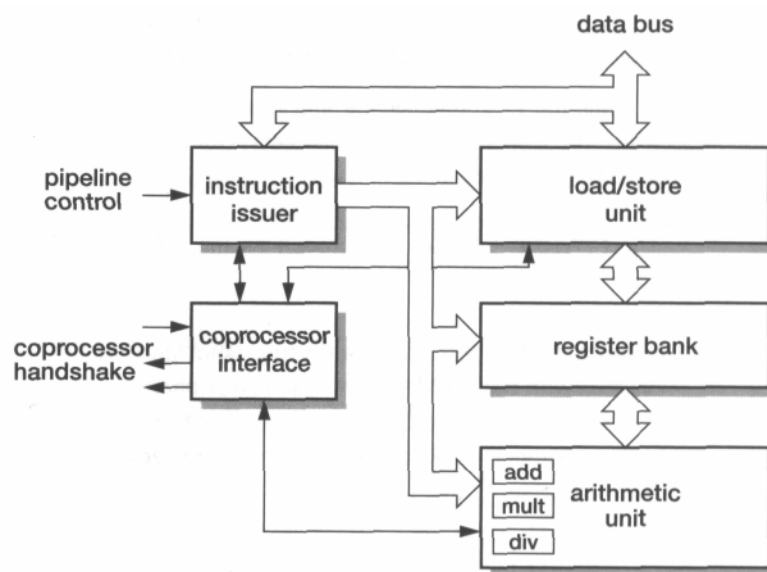 data bus
pipeline
control
instruction
issuer
load/store
unit
coprocessor
handshake
coprocessor
interface
register bank
add
mult
div
arithmetic
unit